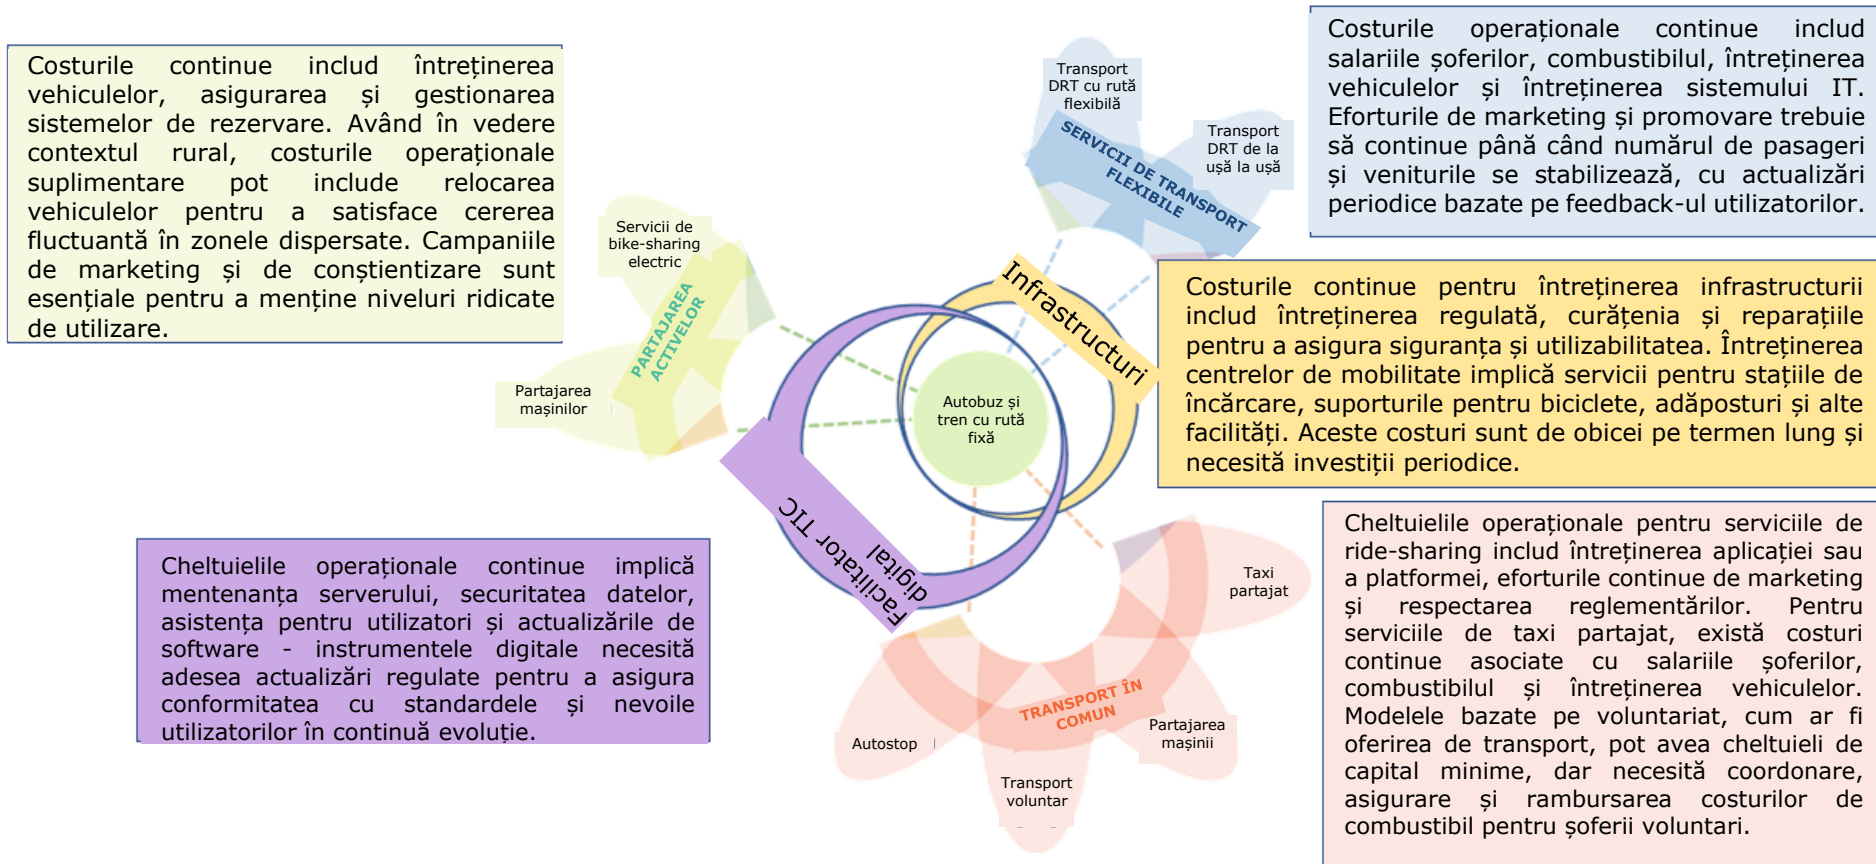 Costurile continue includ întreținerea
vehiculelor, asigurarea și gestionarea
sistemelor de rezervare. Având în vedere
contextul rural, costurile operaționale
suplimentare pot include relocarea
vehiculelor pentru a satisface cererea
fluctuantă în zonele dispersate. Campaniile
de marketing și de conștientizare sunt
esențiale pentru a menține niveluri ridicate
de utilizare.
Transport
DRT cu rută
flexibilă
Transport
DRT de la
ușă la ușă
SERVICII DE TRANSPORT
FLEXIBILE
Costurile operaționale continue includ
salariile șoferilor, combustibilul, întreținerea
vehiculelor și întreținerea sistemului IT.
Eforturile de marketing și promovare trebuie
să continue până când numărul de pasageri
și veniturile se stabilizează, cu actualizări
periodice bazate pe feedback-ul utilizatorilor.
Servicii de
bike-sharing
electric
PARTAJAREA
ACTIVELOR
Partajarea
mașinilor
Infrastructuri
Autobuz și
tren cu rută
fixă
Costurile continue pentru întreținerea infrastructurii
includ întreținerea regulată, curățenia și reparațiile
pentru a asigura siguranța și utilizabilitatea. Întreținerea
centrelor de mobilitate implică servicii pentru stațiile de
încărcare, suporturile pentru biciclete, adăposturi și alte
facilități. Aceste costuri sunt de obicei pe termen lung și
necesită investiții periodice.
Facilitator TIC
digital
Cheltuielile operaționale continue implică
mentenanța serverului, securitatea datelor,
asistența pentru utilizatori și actualizările de
software - instrumentele digitale necesită
adesea actualizări regulate pentru a asigura
conformitatea cu standardele și nevoile
utilizatorilor în continuă evoluție.
Taxi
partajat
TRANSPORT ÎN
COMUN
Partajarea
mașinii
Autostop
Transport
voluntar
Cheltuielile operaționale pentru serviciile de
ride-sharing includ întreținerea aplicației sau
a platformei, eforturile continue de marketing
și respectarea reglementărilor. Pentru
serviciile de taxi partajat, există costuri
continue asociate cu salariile șoferilor,
combustibilul și întreținerea vehiculelor.
Modelele bazate pe voluntariat, cum ar fi
oferirea de transport, pot avea cheltuieli de
capital minime, dar necesită coordonare,
asigurare și rambursarea costurilor de
combustibil pentru șoferii voluntari.